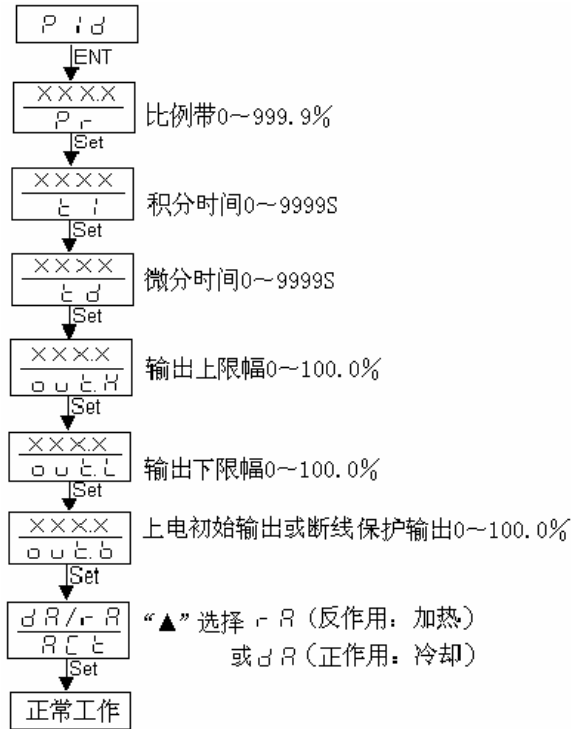 PId
ENT
XXX.X
Pr
比例带0～999.9%
Set
XXXX
tI
积分时间0～9999S
Set
XXXX
td
微分时间0～9999S
Set
XXX.X
out.H
输出上限幅0～100.0%
Set
XXX.X
out.L
输出下限幅0～100.0%
Set
XXX.X
out.b
上电初始输出或断线保护输出0～100.0%
Set
dA/rA
ACt
“▲”选择 rA（反作用：加热）
或dA（正作用：冷却）
Set
正常工作